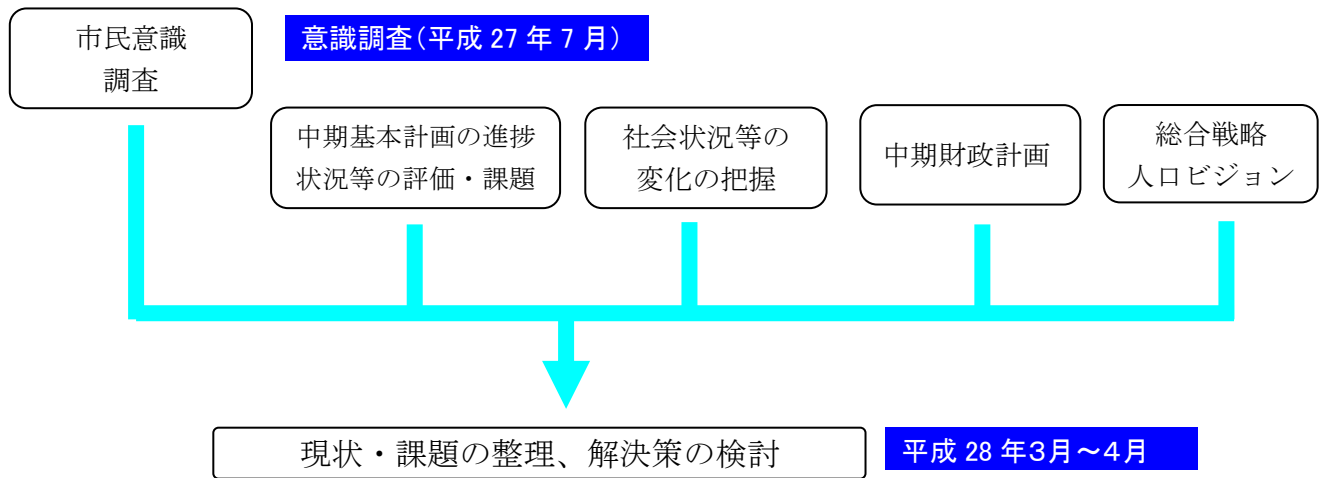 市民意識
調査
意識調査（平成 27 年 7 月）
中期基本計画の進捗
状況等の評価・課題
社会状況等の
変化の把握
中期財政計画
総合戦略
人口ビジョン
現状・課題の整理、解決策の検討
平成 28 年３月～４月